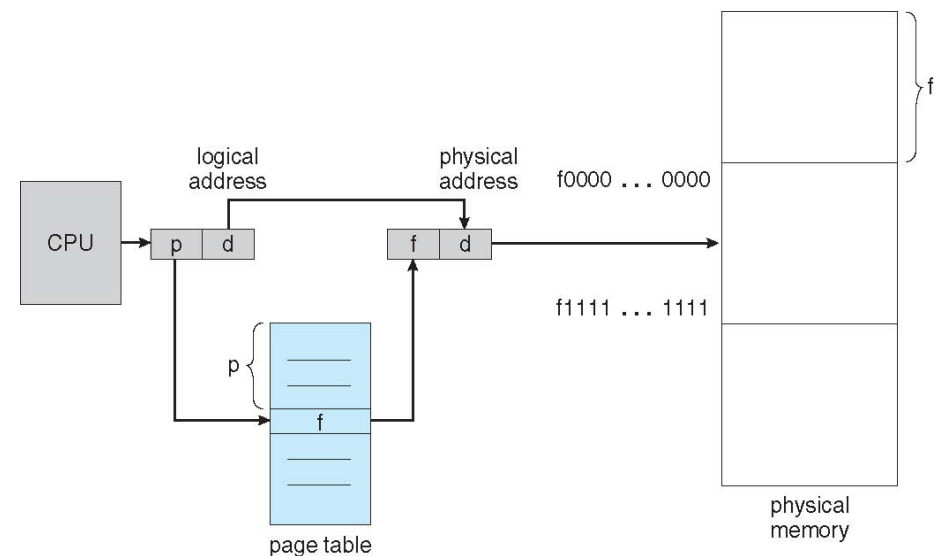 f
logical
address
physical
address
f0000 ... 0000
CPU
p
d
f
d
f1111 ... 1111
p
f
page table
physical
memory